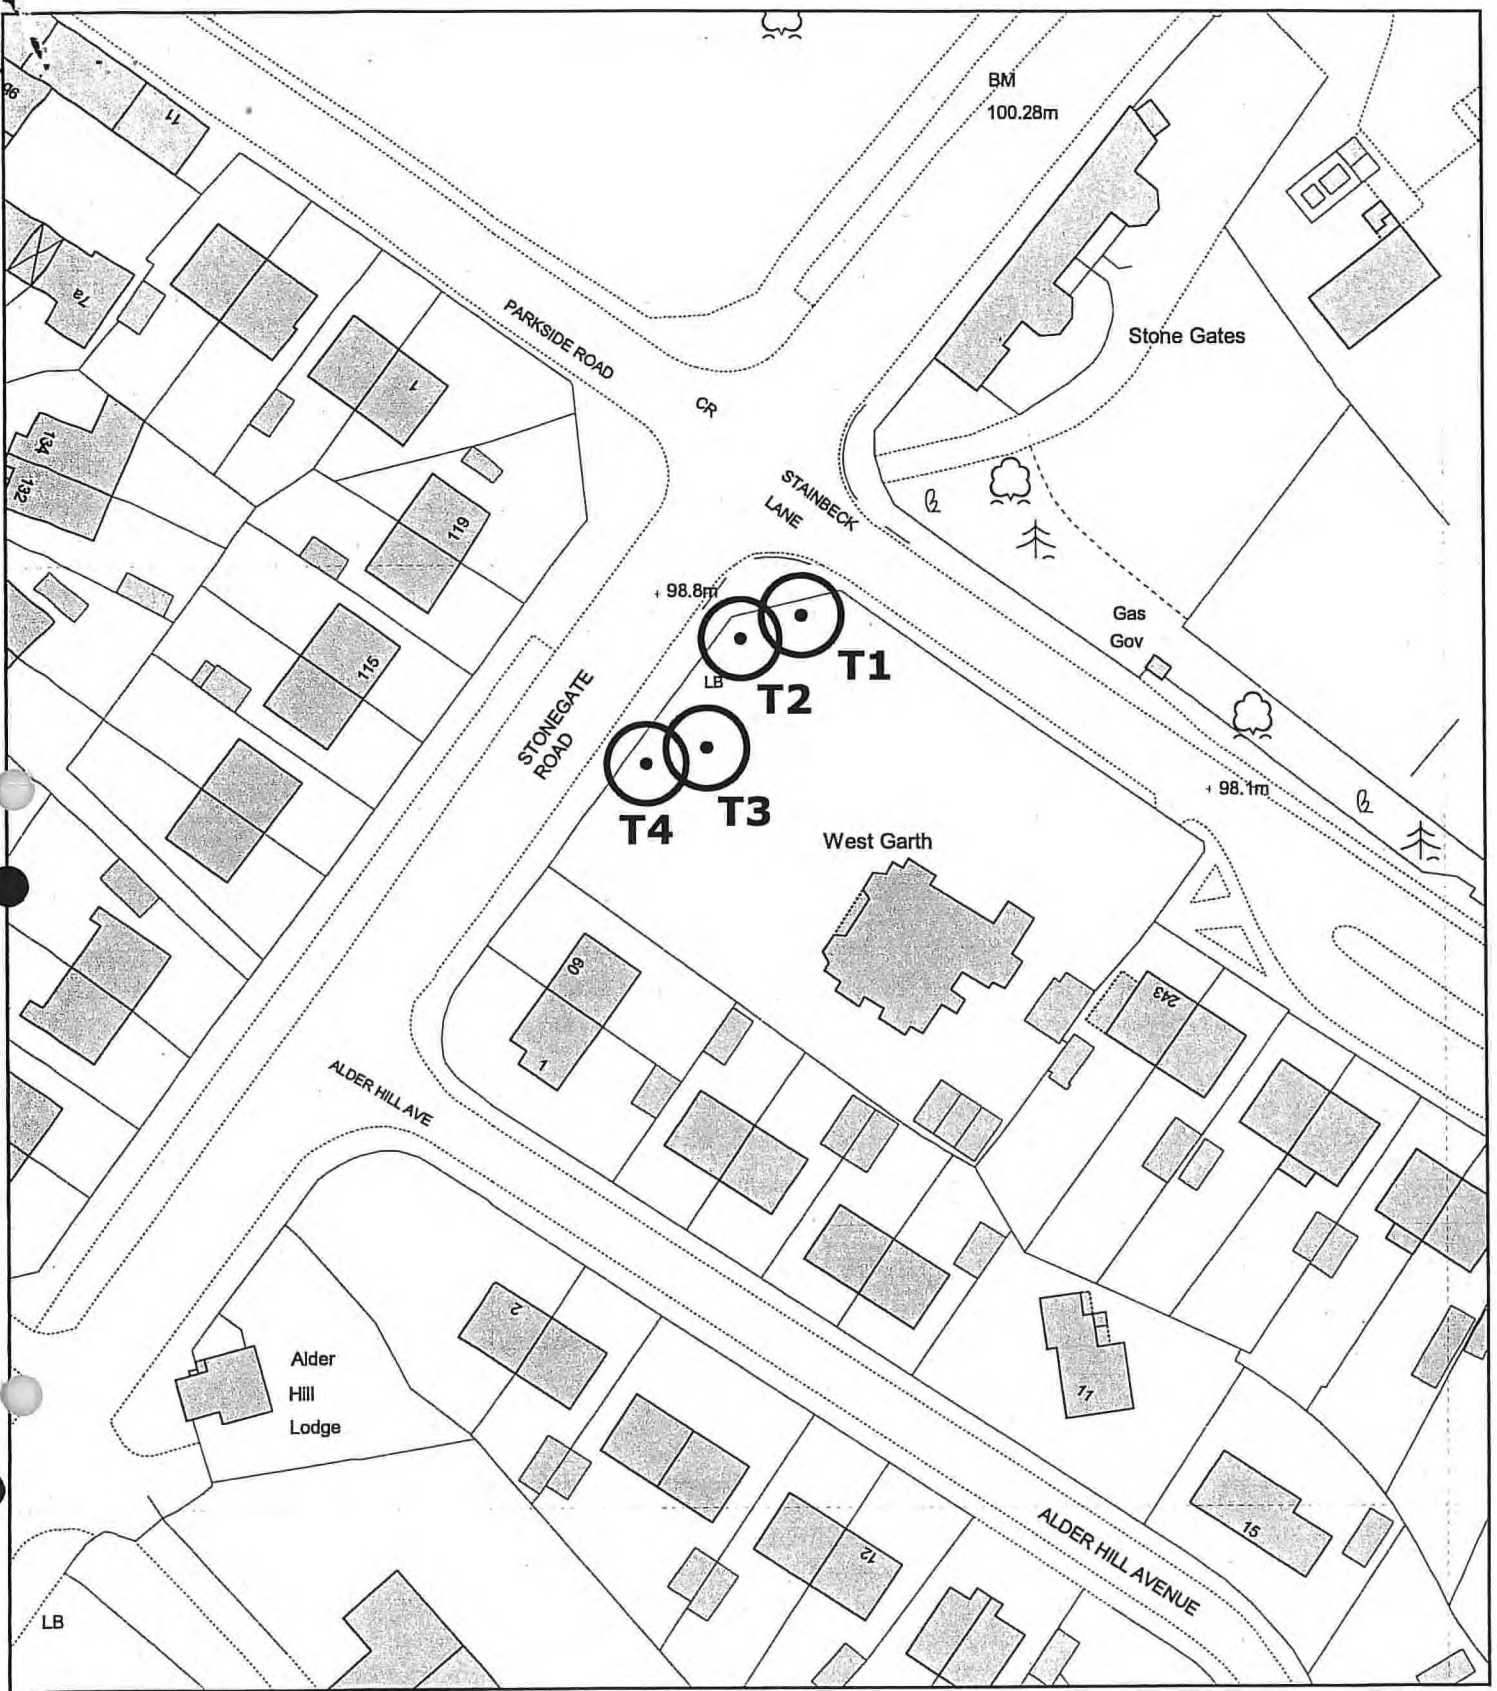 BM
100.28m
9b
11
7a
PARKSIDE ROAD
1
Stone Gates
CR
134
132
119
STAINBECK
LANE
+ 98.8m
Gas
Gov
T1
115
LB
T2
STONEGATE
ROAD
T3
T4
+ 98.1m
West Garth
60
243
1
ALDER HILL AVE
2
Alder
Hill
Lodge
11
12
15
ALDER HILL AVENUE
LB